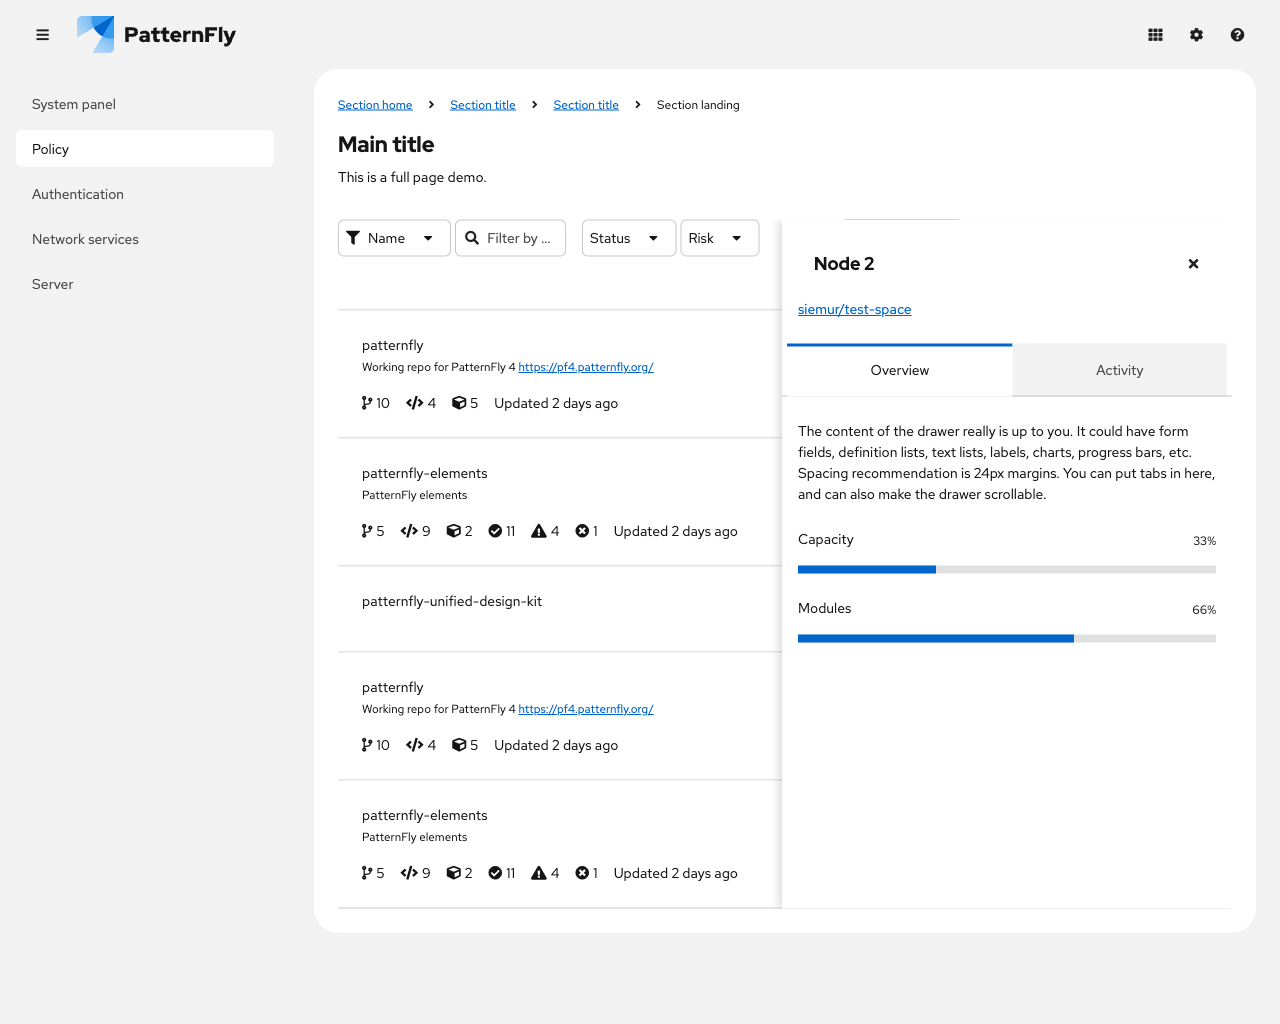 PatternFly
System panel
Policy
Authentication
Network services
Server
Section home
Section title
Section title
Section landing
Main title
This is a full page demo.
Name
Filter by ...
Status
Risk
patternfly
Working repo for PatternFly 4 https://pf4.patternfly.org/
10 4 5 Updated 2 days ago
patternfly-elements
PatternFly elements
5 9 2 11 4 1 Updated 2 days ago
patternfly-unified-design-kit
patternfly
Working repo for PatternFly 4 https://pf4.patternfly.org/
10 4 5 Updated 2 days ago
patternfly-elements
PatternFly elements
5 9 2 11 4 1 Updated 2 days ago
Node 2
siemur/test-space
Overview
Activity
The content of the drawer really is up to you. It could have form
fields, definition lists, text lists, labels, charts, progress bars, etc.
Spacing recommendation is 24px margins. You can put tabs in here,
and can also make the drawer scrollable.
Capacity
33%
Modules
66%